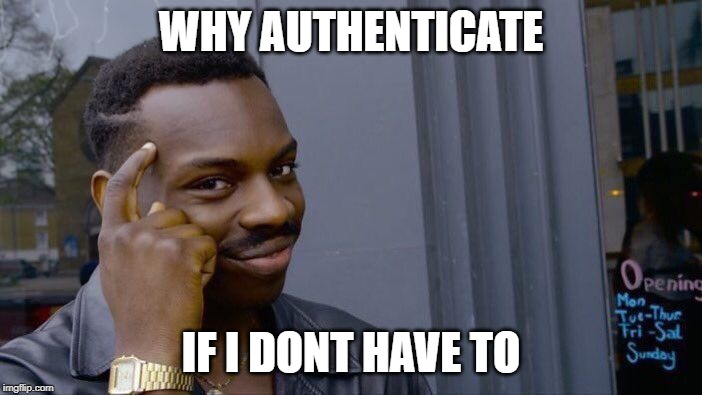 WHY AUTHENTICATE
Opening
Mon
Tue-Thur
Fri-Sat
Sunday
IF I DONT HAVE TO
imgflip.com